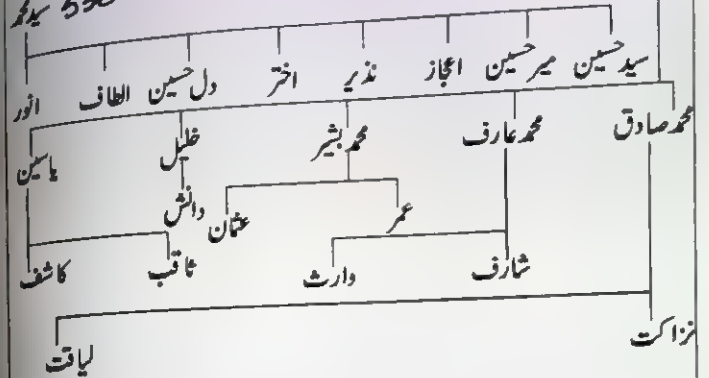 سید محمد
سید حسین میر حسین اعجاز نذیر اختر دل حسین الطاف انور
محمد صادق محمد عارف محمد بشیر خلیل یاسین
عمر عثمان دانش
شارف وارث ثاقب کاشف
نزاکت لیاقت